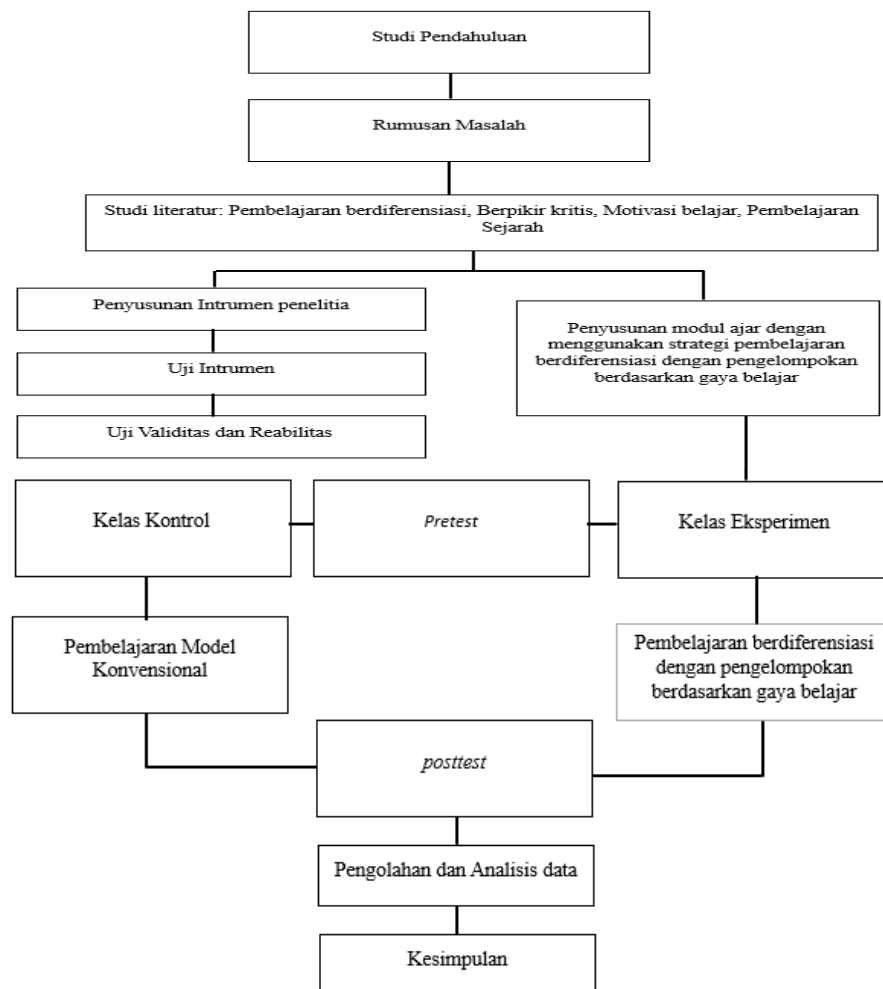 Studi Pendahuluan
Rumusan Masalah
Studi literatur: Pembelajaran berdiferensiasi, Berpikir kritis, Motivasi belajar, Pembelajaran
Sejarah
Penyusunan Intrumen penelitia
Uji Intrumen
Uji Validitas dan Reabilitas
Penyusunan modul ajar dengan
menggunakan strategi pembelajaran
berdiferensiasi dengan pengelompokan
berdasarkan gaya belajar
Kelas Kontrol
Pretest
Kelas Eksperimen
Pembelajaran Model
Konvensional
Pembelajaran berdiferensiasi
dengan pengelompokan
berdasarkan gaya belajar
posttest
Pengolahan dan Analisis data
Kesimpulan